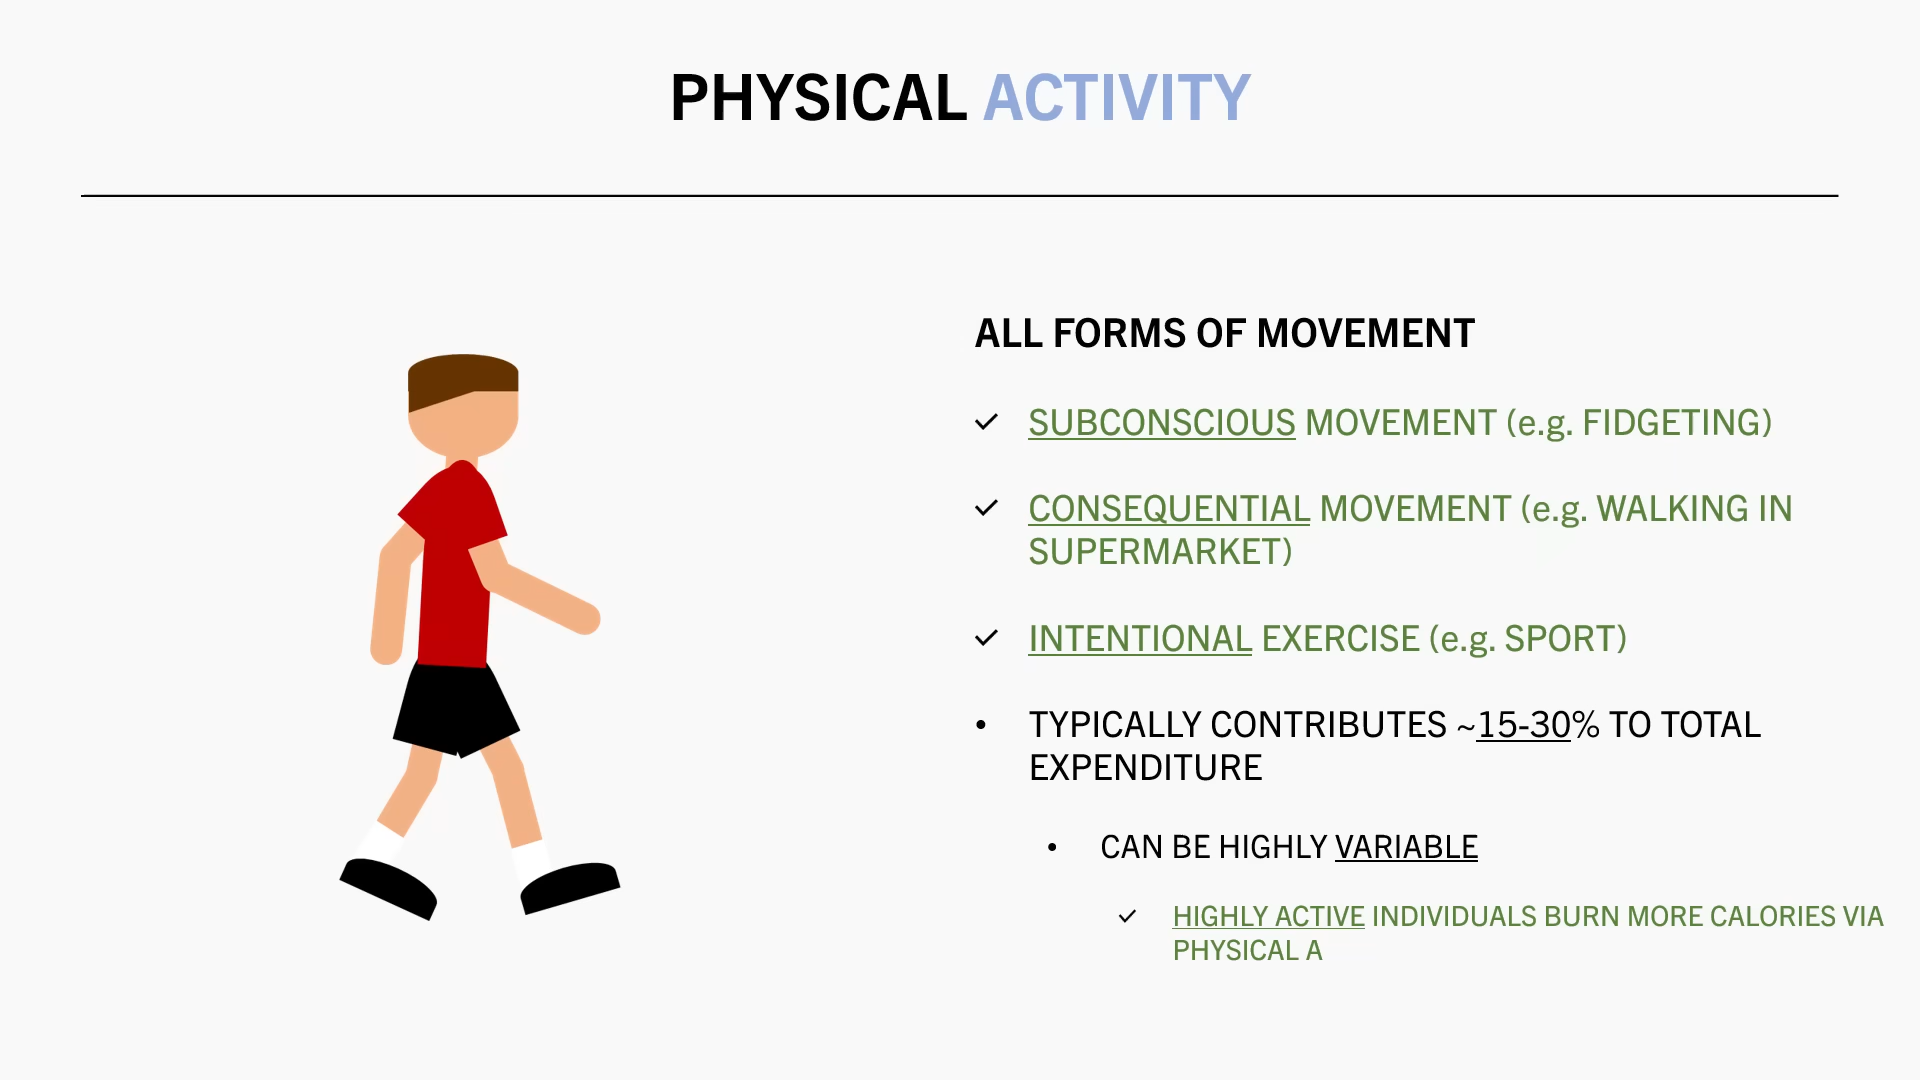 PHYSICAL ACTIVITY
ALL FORMS OF MOVEMENT
✓ SUBCONSCIOUS MOVEMENT (e.g. FIDGETING)
✓ CONSEQUENTIAL MOVEMENT (e.g. WALKING IN
SUPERMARKET)
✓ INTENTIONAL EXERCISE (e.g. SPORT)
• TYPICALLY CONTRIBUTES ~15-30% TO TOTAL
EXPENDITURE
• CAN BE HIGHLY VARIABLE
✓ HIGHLY ACTIVE INDIVIDUALS BURN MORE CALORIES VIA
PHYSICAL A